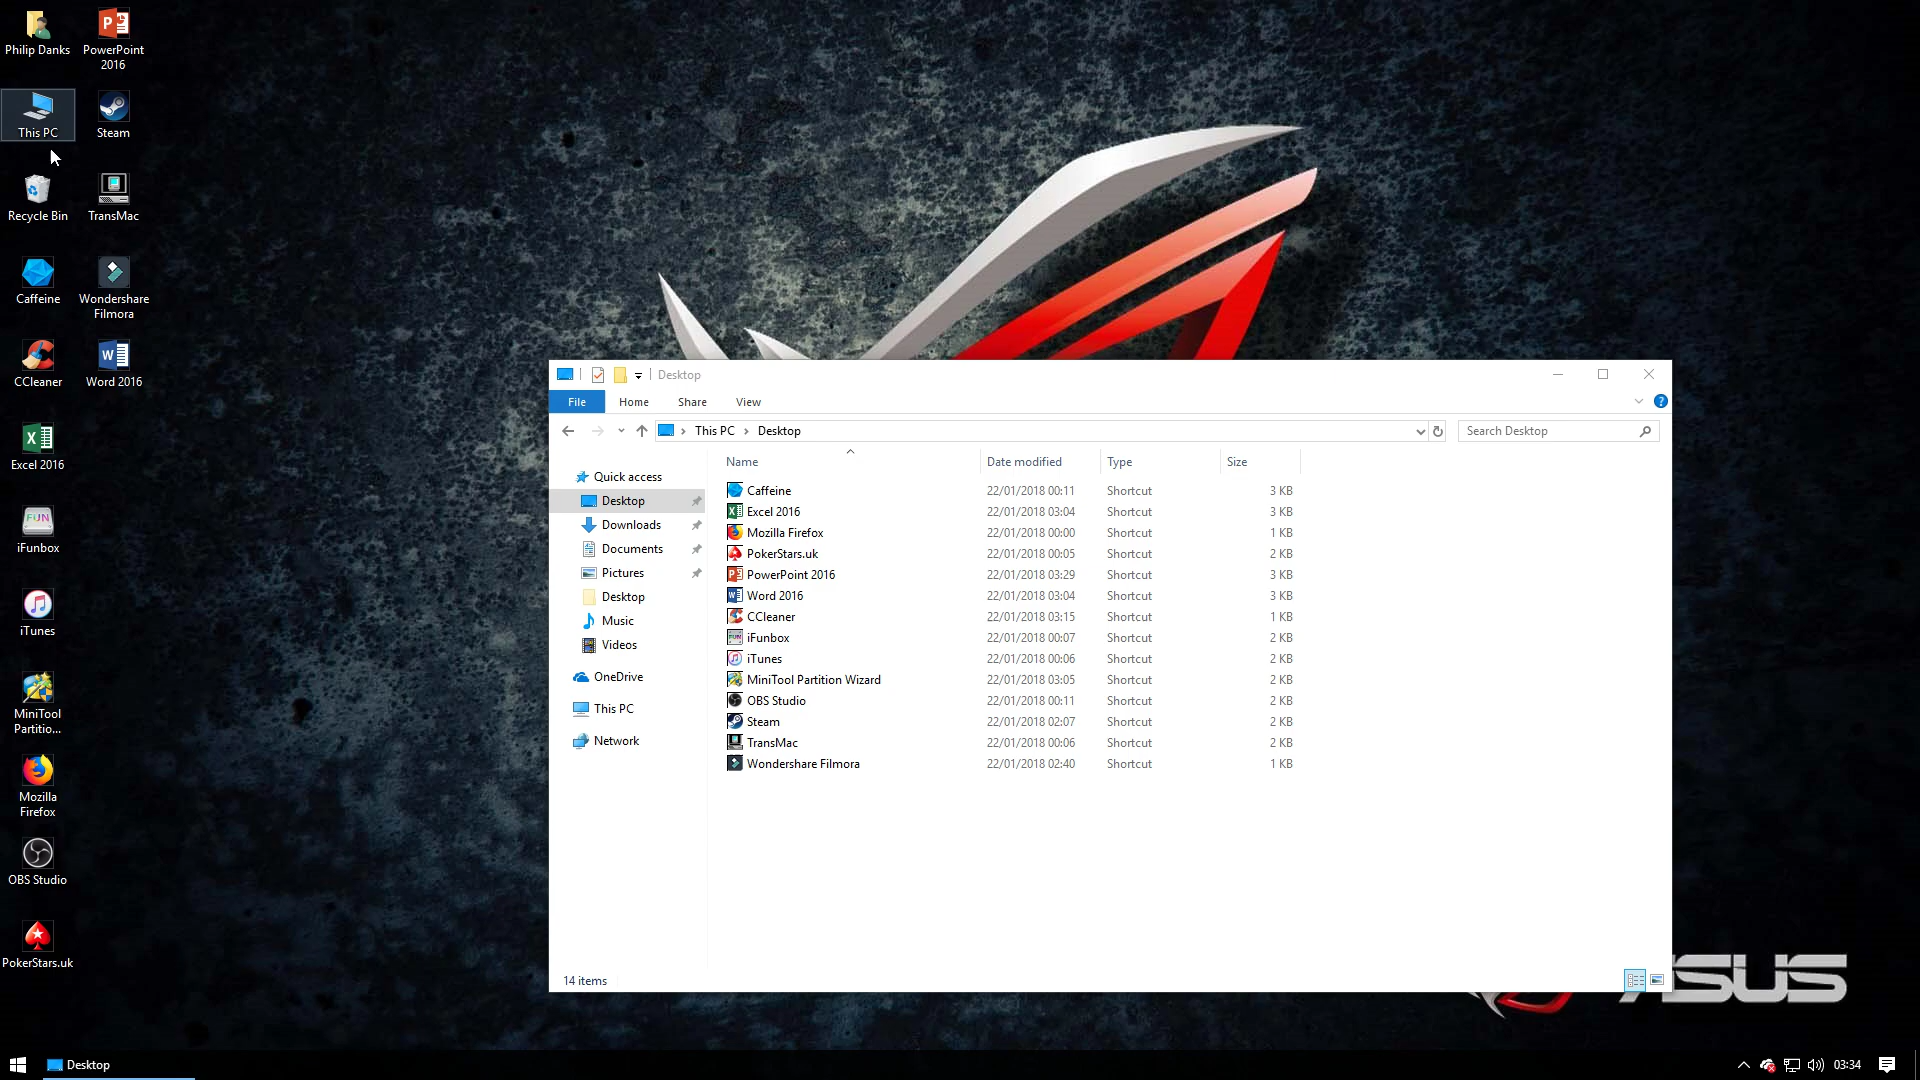 Philip Danks
PowerPoint
2016
This PC
Steam
Recycle Bin
TransMac
Caffeine
Wondershare
Filmora
CCleaner
Word 2016
Excel 2016
iFunbox
iTunes
MiniTool
Partitio...
Mozilla
Firefox
OBS Studio
PokerStars.uk
Desktop
File Home Share View
This PC > Desktop
Search Desktop
Quick access
Desktop
Downloads
Documents
Pictures
Desktop
Music
Videos
OneDrive
This PC
Network
Name Date modified Type Size
Caffeine 22/01/2018 00:11 Shortcut 3 KB
Excel 2016 22/01/2018 03:04 Shortcut 3 KB
Mozilla Firefox 22/01/2018 00:00 Shortcut 1 KB
PokerStars.uk 22/01/2018 00:05 Shortcut 2 KB
PowerPoint 2016 22/01/2018 03:29 Shortcut 3 KB
Word 2016 22/01/2018 03:04 Shortcut 3 KB
CCleaner 22/01/2018 03:15 Shortcut 1 KB
iFunbox 22/01/2018 00:07 Shortcut 2 KB
iTunes 22/01/2018 00:06 Shortcut 2 KB
MiniTool Partition Wizard 22/01/2018 03:05 Shortcut 2 KB
OBS Studio 22/01/2018 00:11 Shortcut 2 KB
Steam 22/01/2018 02:07 Shortcut 2 KB
TransMac 22/01/2018 00:06 Shortcut 2 KB
Wondershare Filmora 22/01/2018 02:40 Shortcut 1 KB
14 items
ASUS
Desktop
03:34